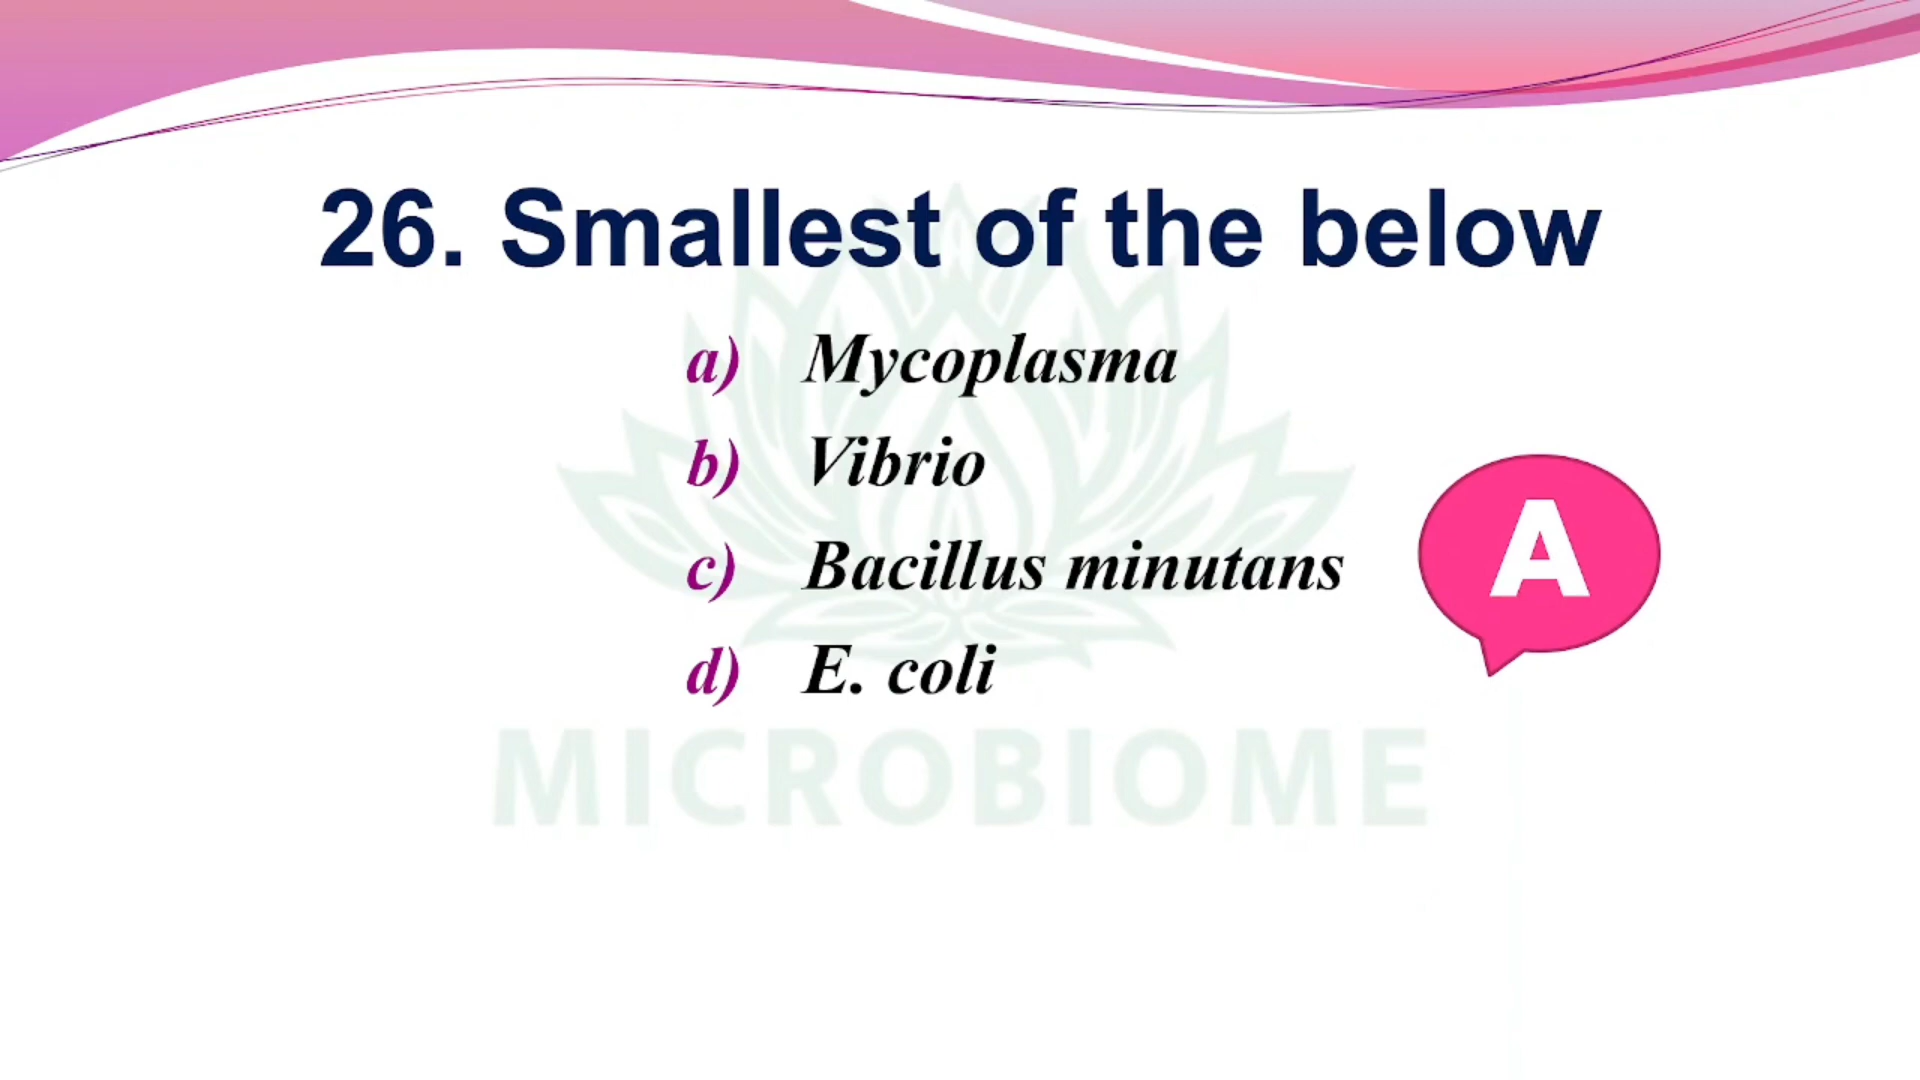 26. Smallest of the below
a) Mycoplasma
b) Vibrio
c) Bacillus minutans
d) E. coli
A
MICROBIOME